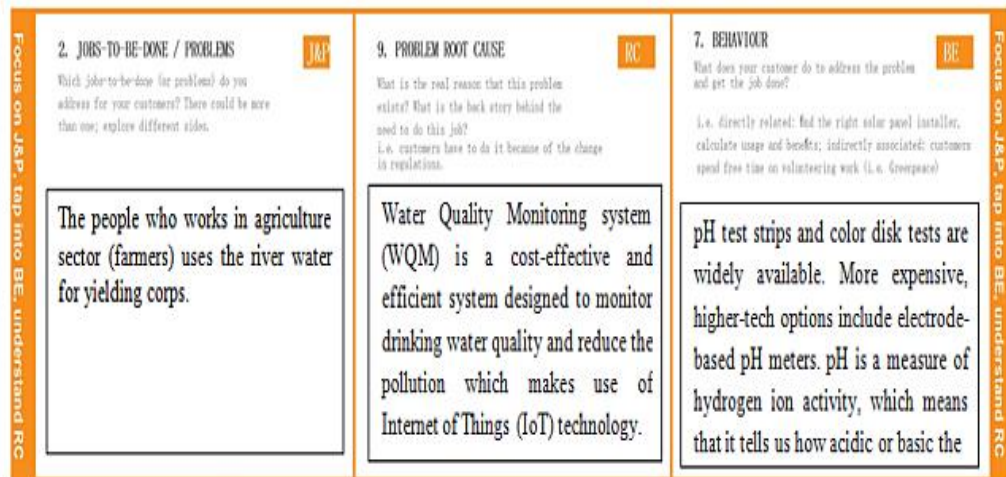 Focus on J&P, tap into BE, understand RC
2. JOBS-TO-BE-DONE / PROBLEMS
J&P
Which jobs-to-be-done (or problems) do you
address for your customers? There could be more
than one; explore different sides.
The people who works in agriculture
sector (farmers) uses the river water
for yielding corps.
9. PROBLEM ROOT CAUSE
RC
What is the real reason that this problem
exists? What is the back story behind the
need to do this job?
i.e. customers have to do it because of the change
in regulations.
Water Quality Monitoring system
(WQM) is a cost-effective and
efficient system designed to monitor
drinking water quality and reduce the
pollution which makes use of
Internet of Things (IoT) technology.
7. BEHAVIOUR
BE
What does your customer do to address the problem
and get the job done?
i.e. directly related: find the right solar panel installer,
calculate usage and benefits; indirectly associated: customers
spend free time on volunteering work (i.e. Greenpeace)
pH test strips and color disk tests are
widely available. More expensive,
higher-tech options include electrode-
based pH meters. pH is a measure of
hydrogen ion activity, which means
that it tells us how acidic or basic the
Focus on J&P, tap into BE, understand RC